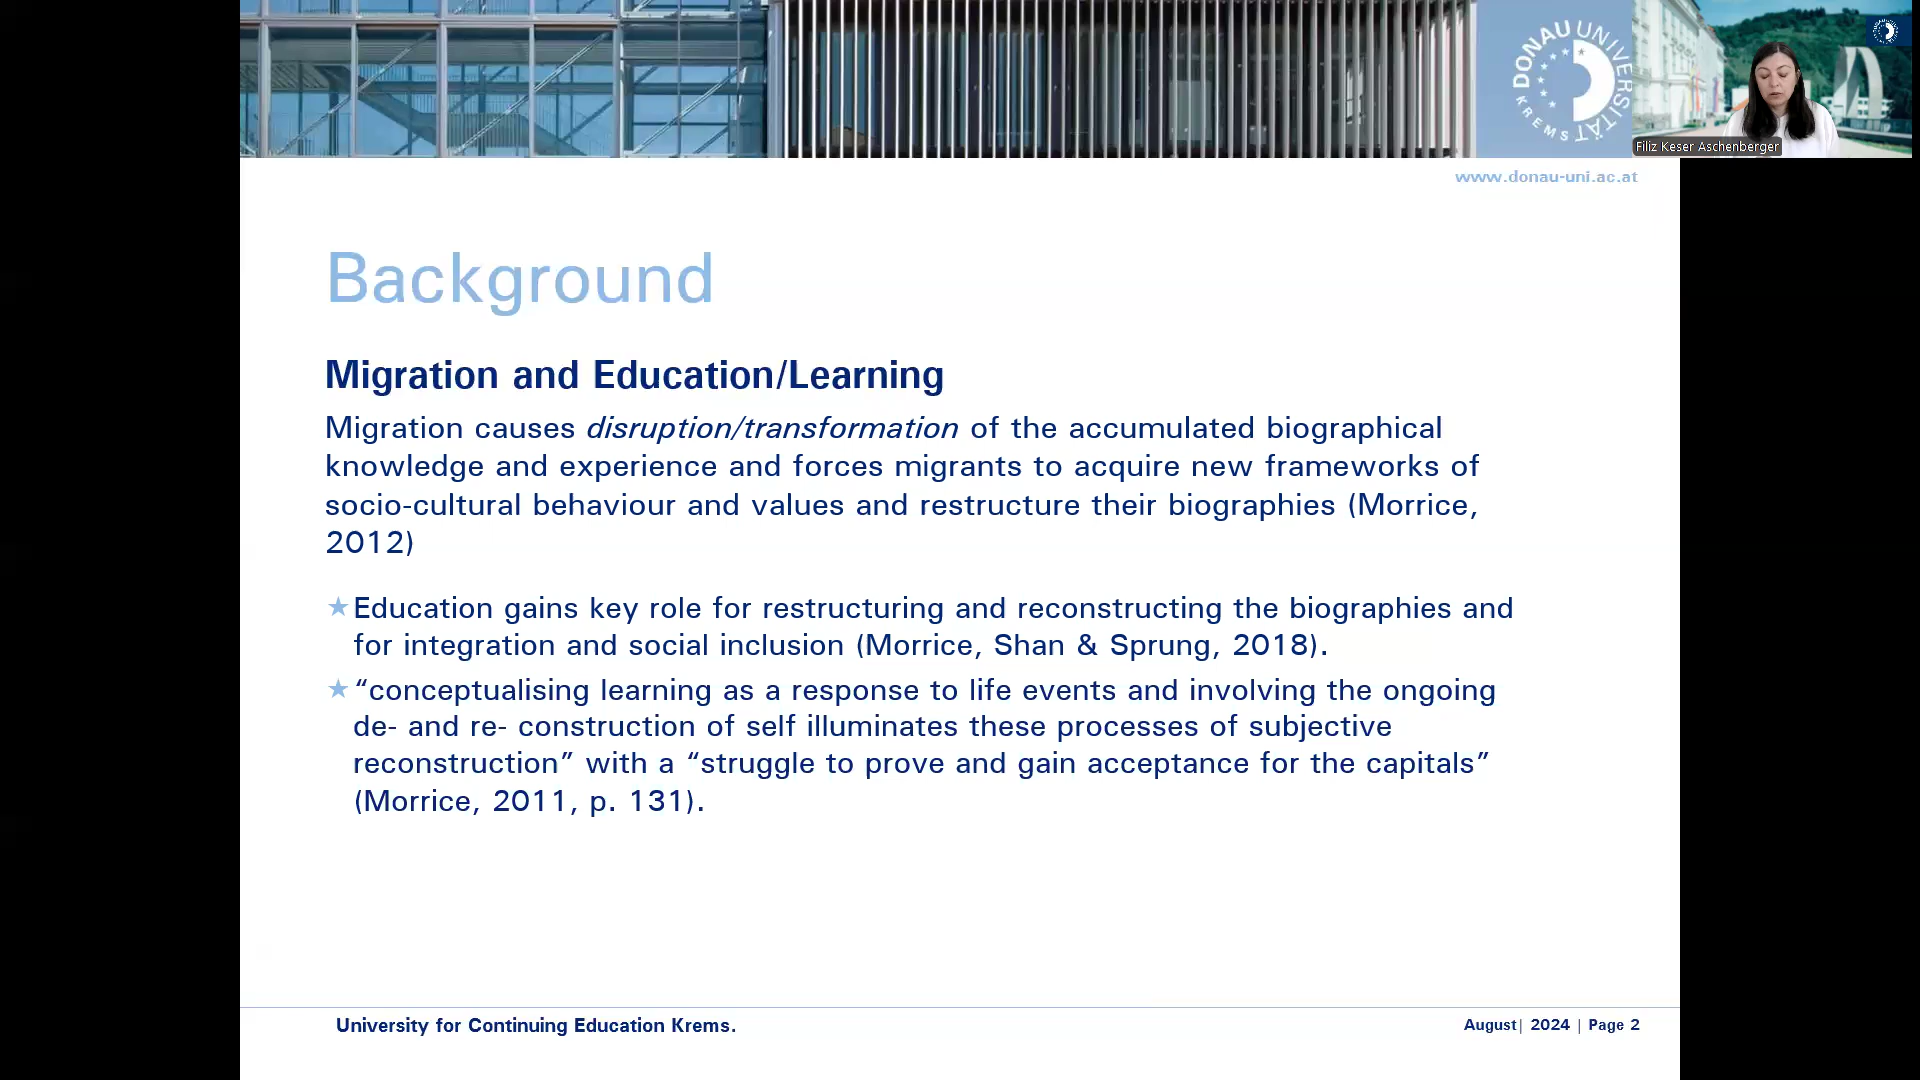 DONAU UNIVERSITÄT
KREMS
Filiz Keser Aschenberger
www.donau-uni.ac.at
Background
Migration and Education/Learning
Migration causes disruption/transformation of the accumulated biographical
knowledge and experience and forces migrants to acquire new frameworks of
socio-cultural behaviour and values and restructure their biographies (Morrice,
2012)
★Education gains key role for restructuring and reconstructing the biographies and
for integration and social inclusion (Morrice, Shan & Sprung, 2018).
★“conceptualising learning as a response to life events and involving the ongoing
de- and re- construction of self illuminates these processes of subjective
reconstruction” with a “struggle to prove and gain acceptance for the capitals”
(Morrice, 2011, p. 131).
University for Continuing Education Krems.
August| 2024 | Page 2